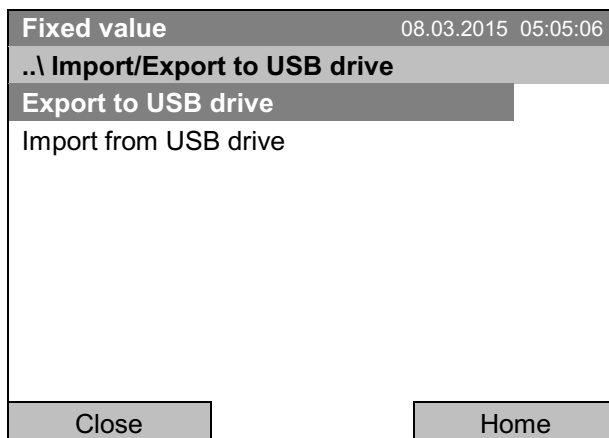 Fixed value 08.03.2015 05:05:06
..\ Import/Export to USB drive
Export to USB drive
Import from USB drive
Close Home